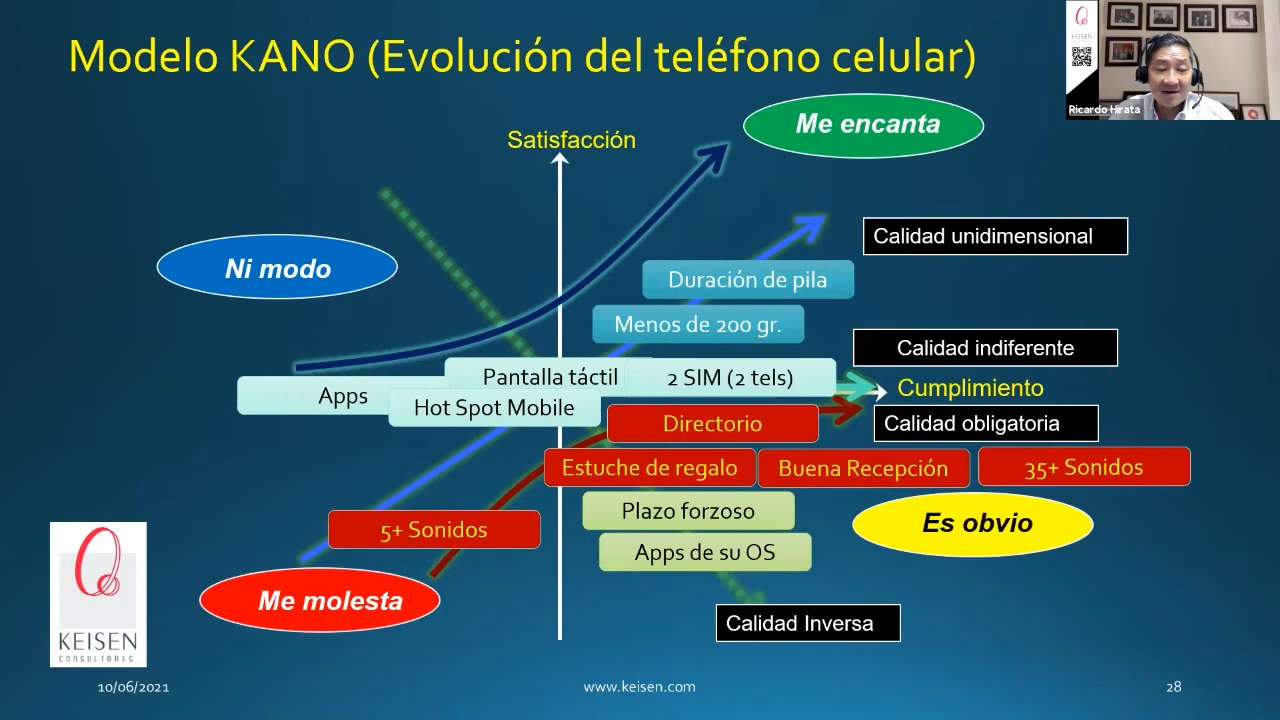 Modelo KANO (Evolución del teléfono celular)
KEISEN
Ricardo Hirata
Me encanta
Satisfacción
Calidad unidimensional
Ni modo
Duración de pila
Menos de 200 gr.
Calidad indiferente
Pantalla táctil
2 SIM (2 tels)
Cumplimiento
Apps
Hot Spot Mobile
Directorio
Calidad obligatoria
Estuche de regalo
Buena Recepción
35+ Sonidos
Plazo forzoso
5+ Sonidos
Es obvio
Apps de su OS
Me molesta
Calidad Inversa
KEISEN
CONSULTORES
10/06/2021
www.keisen.com
28